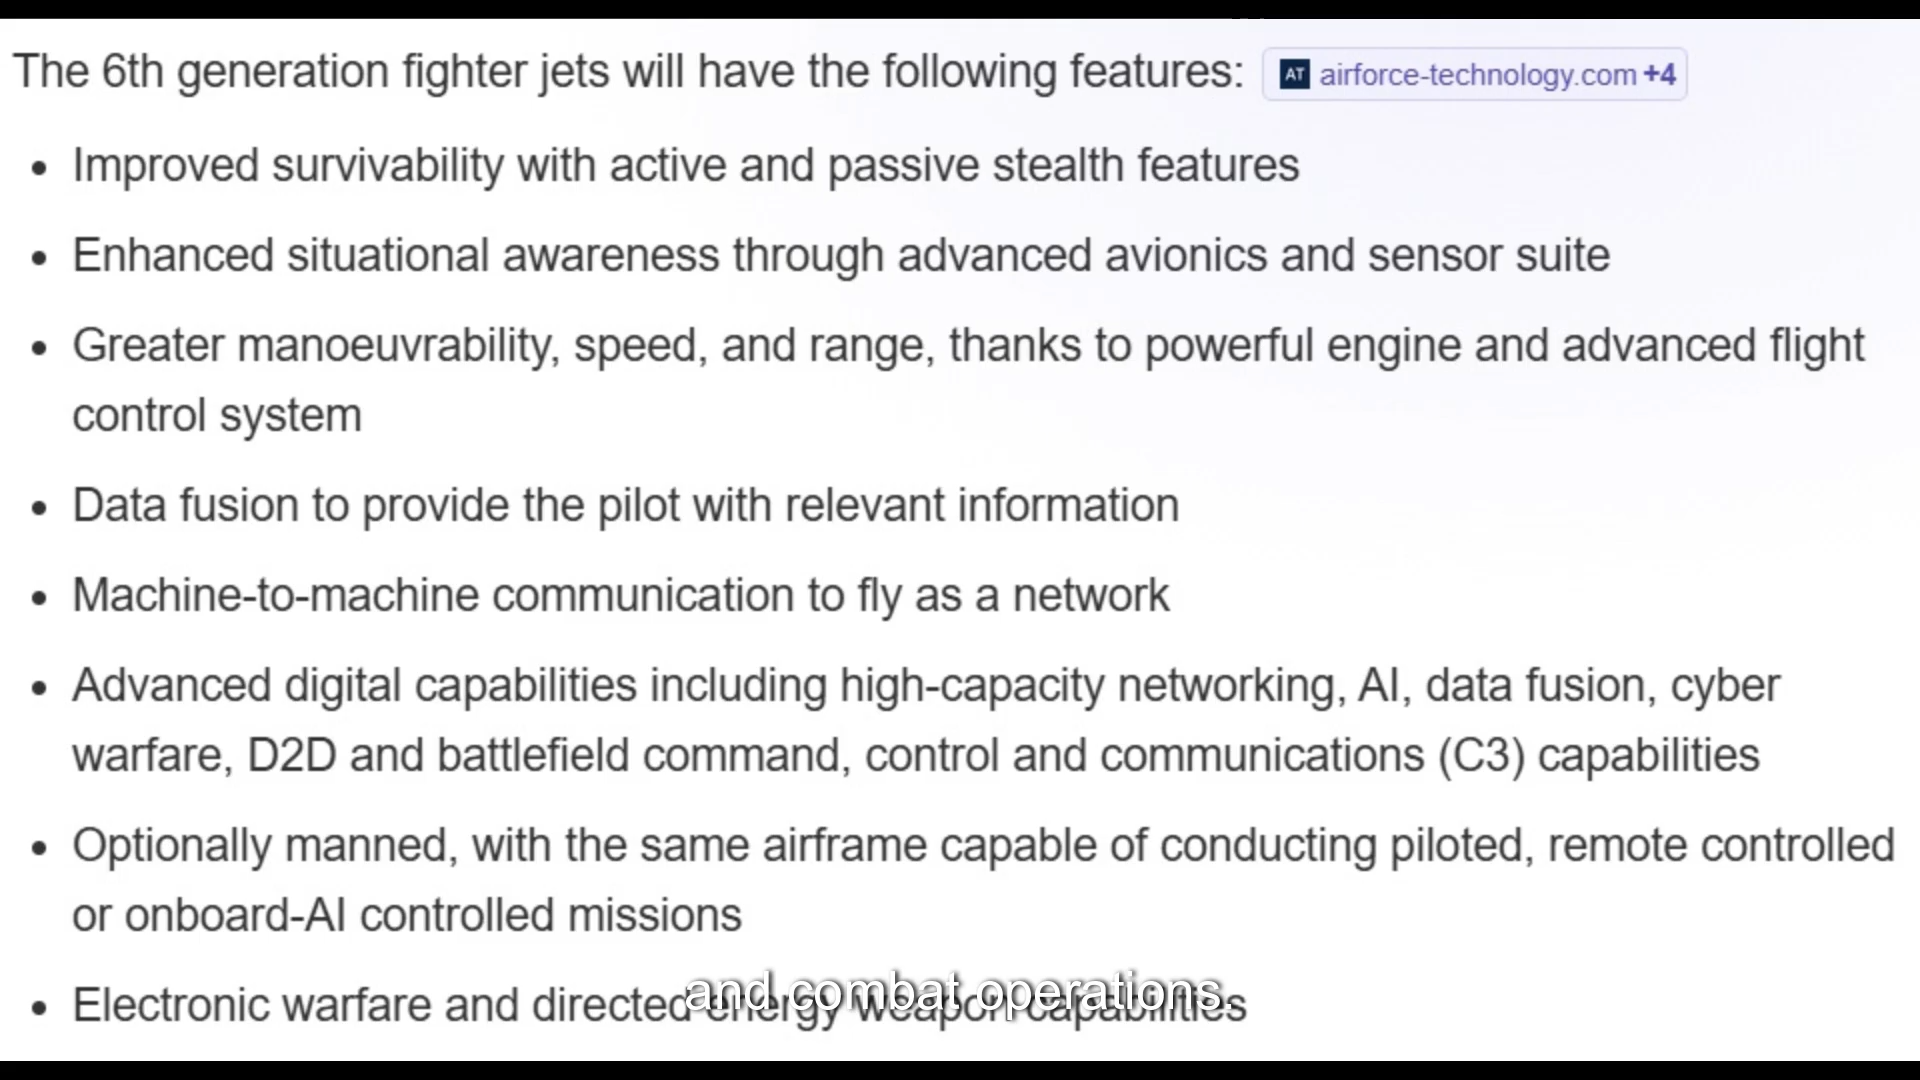 The 6th generation fighter jets will have the following features: AT airforce-technology.com +4
• Improved survivability with active and passive stealth features
• Enhanced situational awareness through advanced avionics and sensor suite
• Greater manoeuvrability, speed, and range, thanks to powerful engine and advanced flight
control system
• Data fusion to provide the pilot with relevant information
• Machine-to-machine communication to fly as a network
• Advanced digital capabilities including high-capacity networking, AI, data fusion, cyber
warfare, D2D and battlefield command, control and communications (C3) capabilities
• Optionally manned, with the same airframe capable of conducting piloted, remote controlled
or onboard-AI controlled missions
• Electronic warfare and directed energy weapon capabilities
and combat operations.